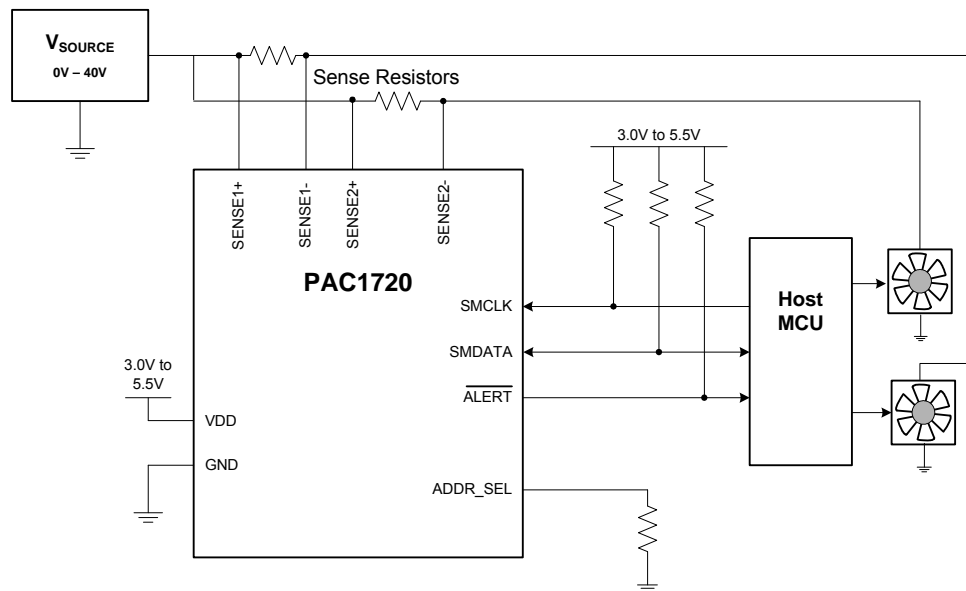 VSOURCE
0V – 40V
Sense Resistors
3.0V to 5.5V
SENSE1+
SENSE1-
SENSE2+
SENSE2-
PAC1720
SMCLK
Host
MCU
SMDATA
3.0V to
5.5V
ALERT
VDD
GND
ADDR_SEL